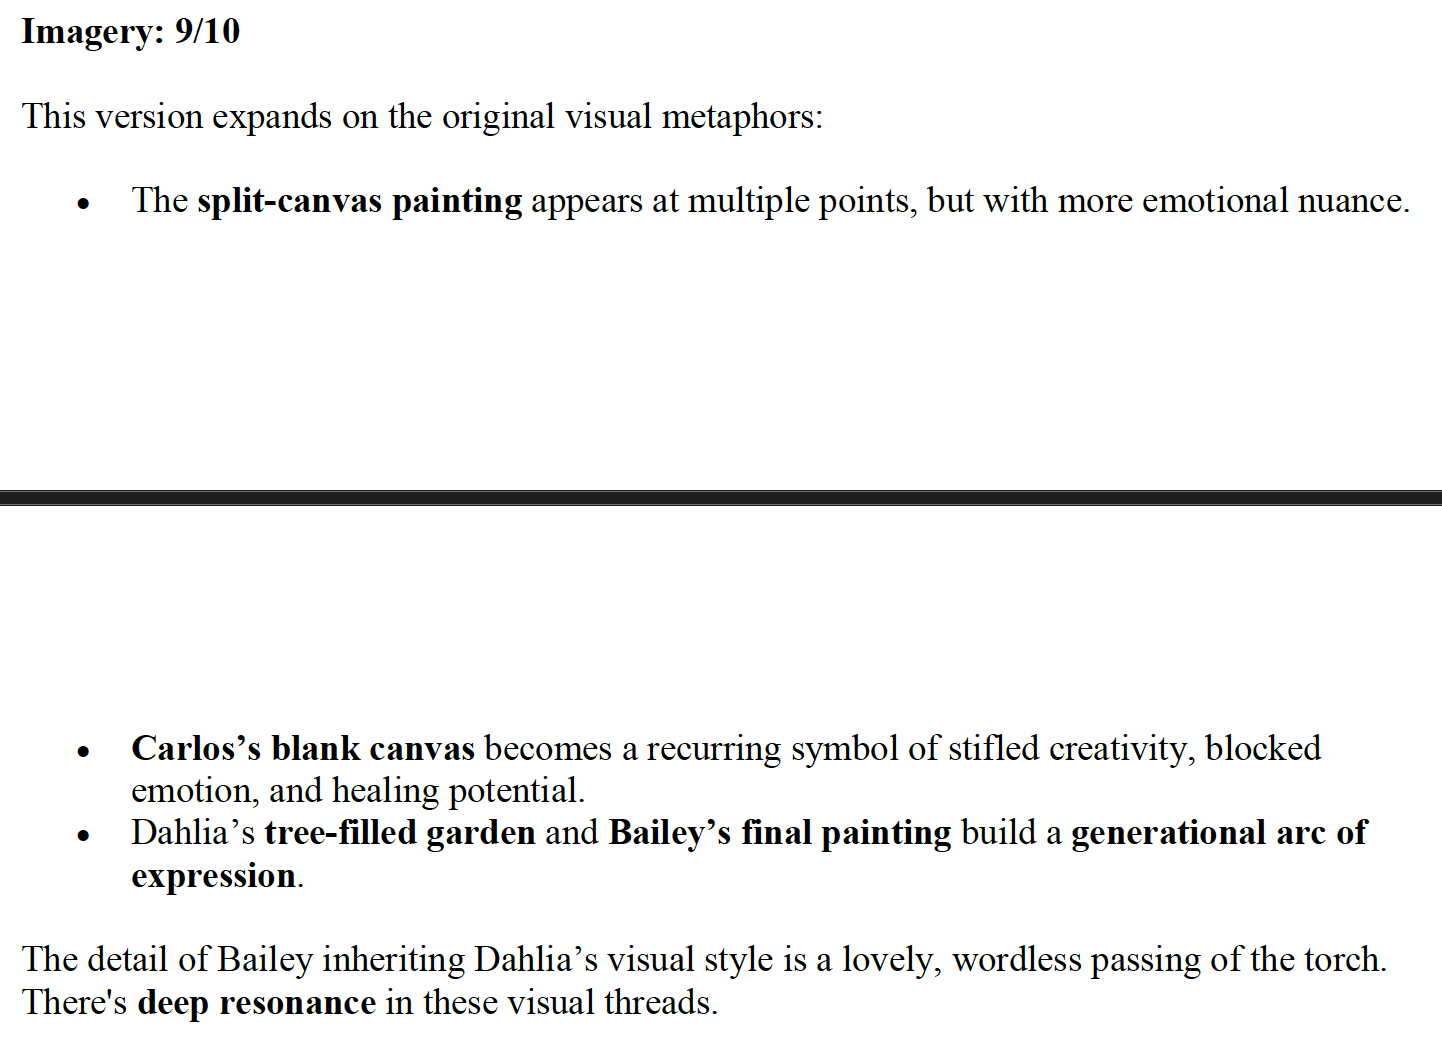 Imagery: 9/10
This version expands on the original visual metaphors:
• The split-canvas painting appears at multiple points, but with more emotional nuance.
• Carlos’s blank canvas becomes a recurring symbol of stifled creativity, blocked
emotion, and healing potential.
• Dahlia’s tree-filled garden and Bailey’s final painting build a generational arc of
expression.
The detail of Bailey inheriting Dahlia’s visual style is a lovely, wordless passing of the torch.
There's deep resonance in these visual threads.